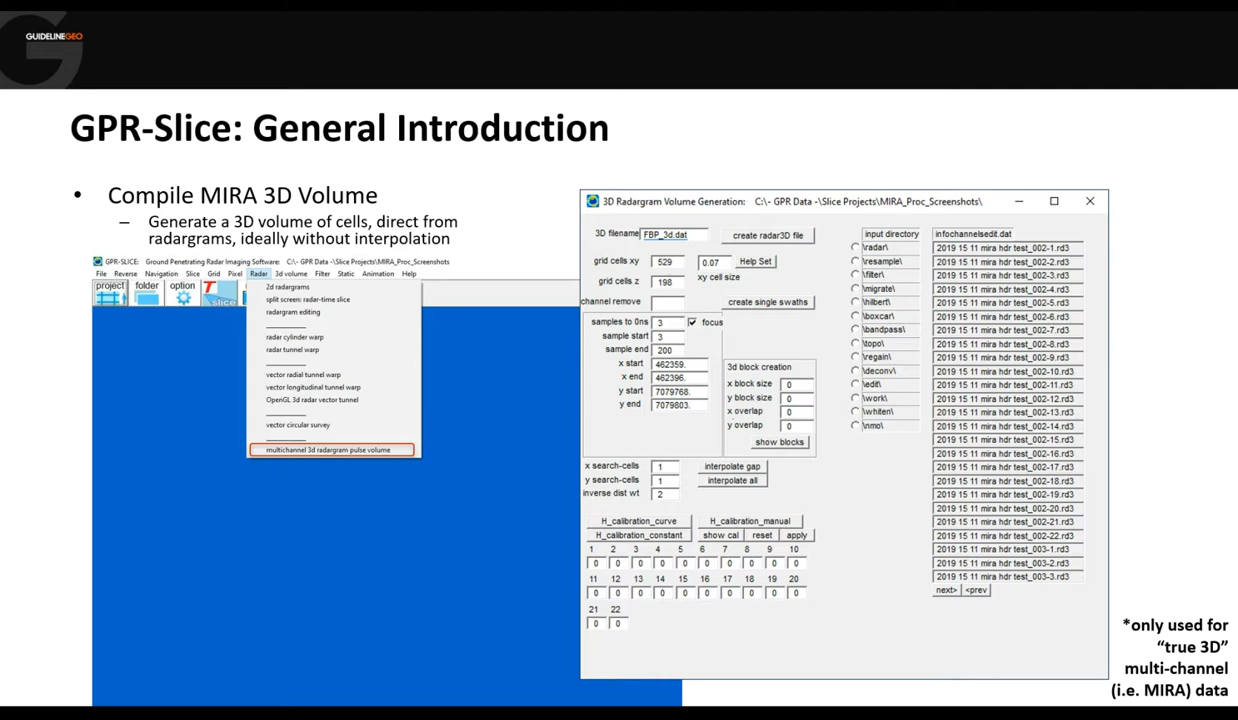 GUIDELINEGEO
GPR-Slice: General Introduction
• Compile MIRA 3D Volume
– Generate a 3D volume of cells, direct from
radargrams, ideally without interpolation
GPR-SLICE: Ground Penetrating Radar Imaging Software: C:\- GPR Data -\Slice Projects\MIRA_Proc_Screenshots\
File Reverse Navigation Slice Grid Pixel Radar 3d volume Filter Static Animation Help
project folder option
slice
2d radargrams
split screen: radar-time slice
radargram editing
radar cylinder warp
radar tunnel warp
vector radial tunnel warp
vector longitudinal tunnel warp
OpenGL 3d radar vector tunnel
vector circular survey
multichannel 3d radargram pulse volume
3D Radargram Volume Generation: C:\- GPR Data -\Slice Projects\MIRA_Proc_Screenshots\
3D filename FBP_3d.dat create radar3D file
grid cells xy 529 0.07 Help Set
xy cell size
grid cells z 198
channel remove create single swaths
samples to 0ns 3 focus
sample start 3
sample end 200
x start 462359.
x end 462396.
y start 7079768.
y end 7079803.
3d block creation
x block size 0
y block size 0
x overlap 0
y overlap 0
show blocks
x search-cells 1 interpolate gap
y search-cells 1 interpolate all
inverse dist wt 2
H_calibration_curve H_calibration_manual
H_calibration_constant show cal reset apply
1 2 3 4 5 6 7 8 9 10
0 0 0 0 0 0 0 0 0 0
11 12 13 14 15 16 17 18 19 20
0 0 0 0 0 0 0 0 0 0
21 22
0 0
input directory
\radar\
\resample\
\filter\
\migrate\
\hilbert\
\boxcar\
\bandpass\
\topo\
\regain\
\deconv\
\edit\
\work\
\whiten\
\nmo\
infochannelsedit.dat
2019 15 11 mira hdr test_002-1.rd3
2019 15 11 mira hdr test_002-2.rd3
2019 15 11 mira hdr test_002-3.rd3
2019 15 11 mira hdr test_002-4.rd3
2019 15 11 mira hdr test_002-5.rd3
2019 15 11 mira hdr test_002-6.rd3
2019 15 11 mira hdr test_002-7.rd3
2019 15 11 mira hdr test_002-8.rd3
2019 15 11 mira hdr test_002-9.rd3
2019 15 11 mira hdr test_002-10.rd3
2019 15 11 mira hdr test_002-11.rd3
2019 15 11 mira hdr test_002-12.rd3
2019 15 11 mira hdr test_002-13.rd3
2019 15 11 mira hdr test_002-14.rd3
2019 15 11 mira hdr test_002-15.rd3
2019 15 11 mira hdr test_002-16.rd3
2019 15 11 mira hdr test_002-17.rd3
2019 15 11 mira hdr test_002-18.rd3
2019 15 11 mira hdr test_002-19.rd3
2019 15 11 mira hdr test_002-20.rd3
2019 15 11 mira hdr test_002-21.rd3
2019 15 11 mira hdr test_002-22.rd3
2019 15 11 mira hdr test_003-1.rd3
2019 15 11 mira hdr test_003-2.rd3
2019 15 11 mira hdr test_003-3.rd3
next> <prev
*only used for
“true 3D”
multi-channel
(i.e. MIRA) data